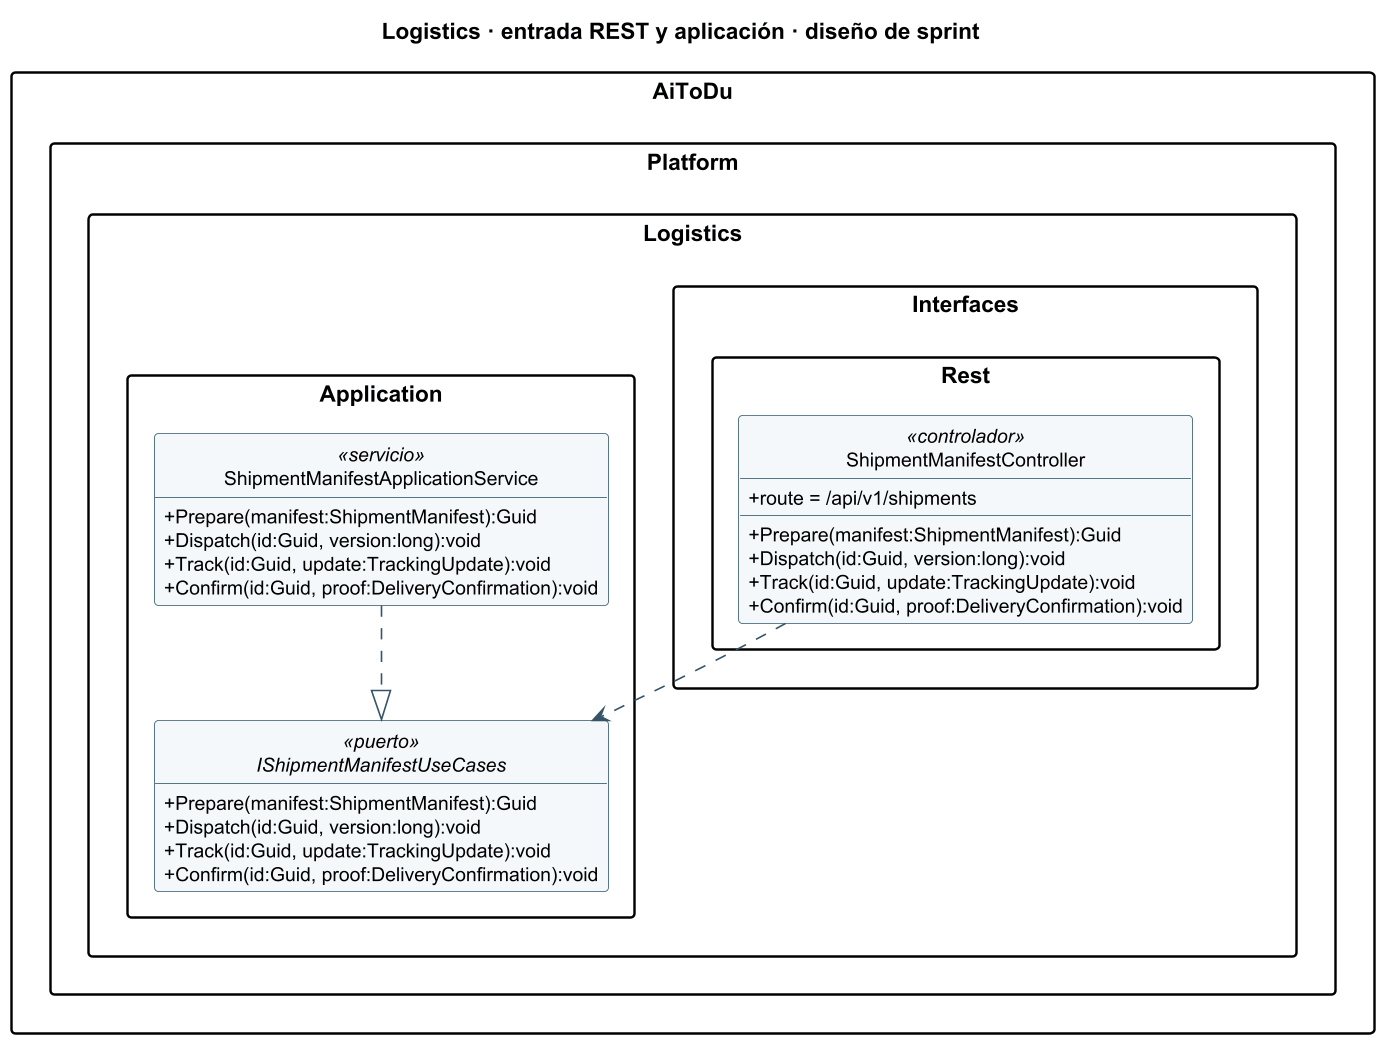 Logistics · entrada REST y aplicación · diseño de sprint
AiToDu
Platform
Logistics
Interfaces
Rest
«controlador»
ShipmentManifestController
+route = /api/v1/shipments
+Prepare(manifest:ShipmentManifest):Guid
+Dispatch(id:Guid, version:long):void
+Track(id:Guid, update:TrackingUpdate):void
+Confirm(id:Guid, proof:DeliveryConfirmation):void
Application
«servicio»
ShipmentManifestApplicationService
+Prepare(manifest:ShipmentManifest):Guid
+Dispatch(id:Guid, version:long):void
+Track(id:Guid, update:TrackingUpdate):void
+Confirm(id:Guid, proof:DeliveryConfirmation):void
«puerto»
IShipmentManifestUseCases
+Prepare(manifest:ShipmentManifest):Guid
+Dispatch(id:Guid, version:long):void
+Track(id:Guid, update:TrackingUpdate):void
+Confirm(id:Guid, proof:DeliveryConfirmation):void